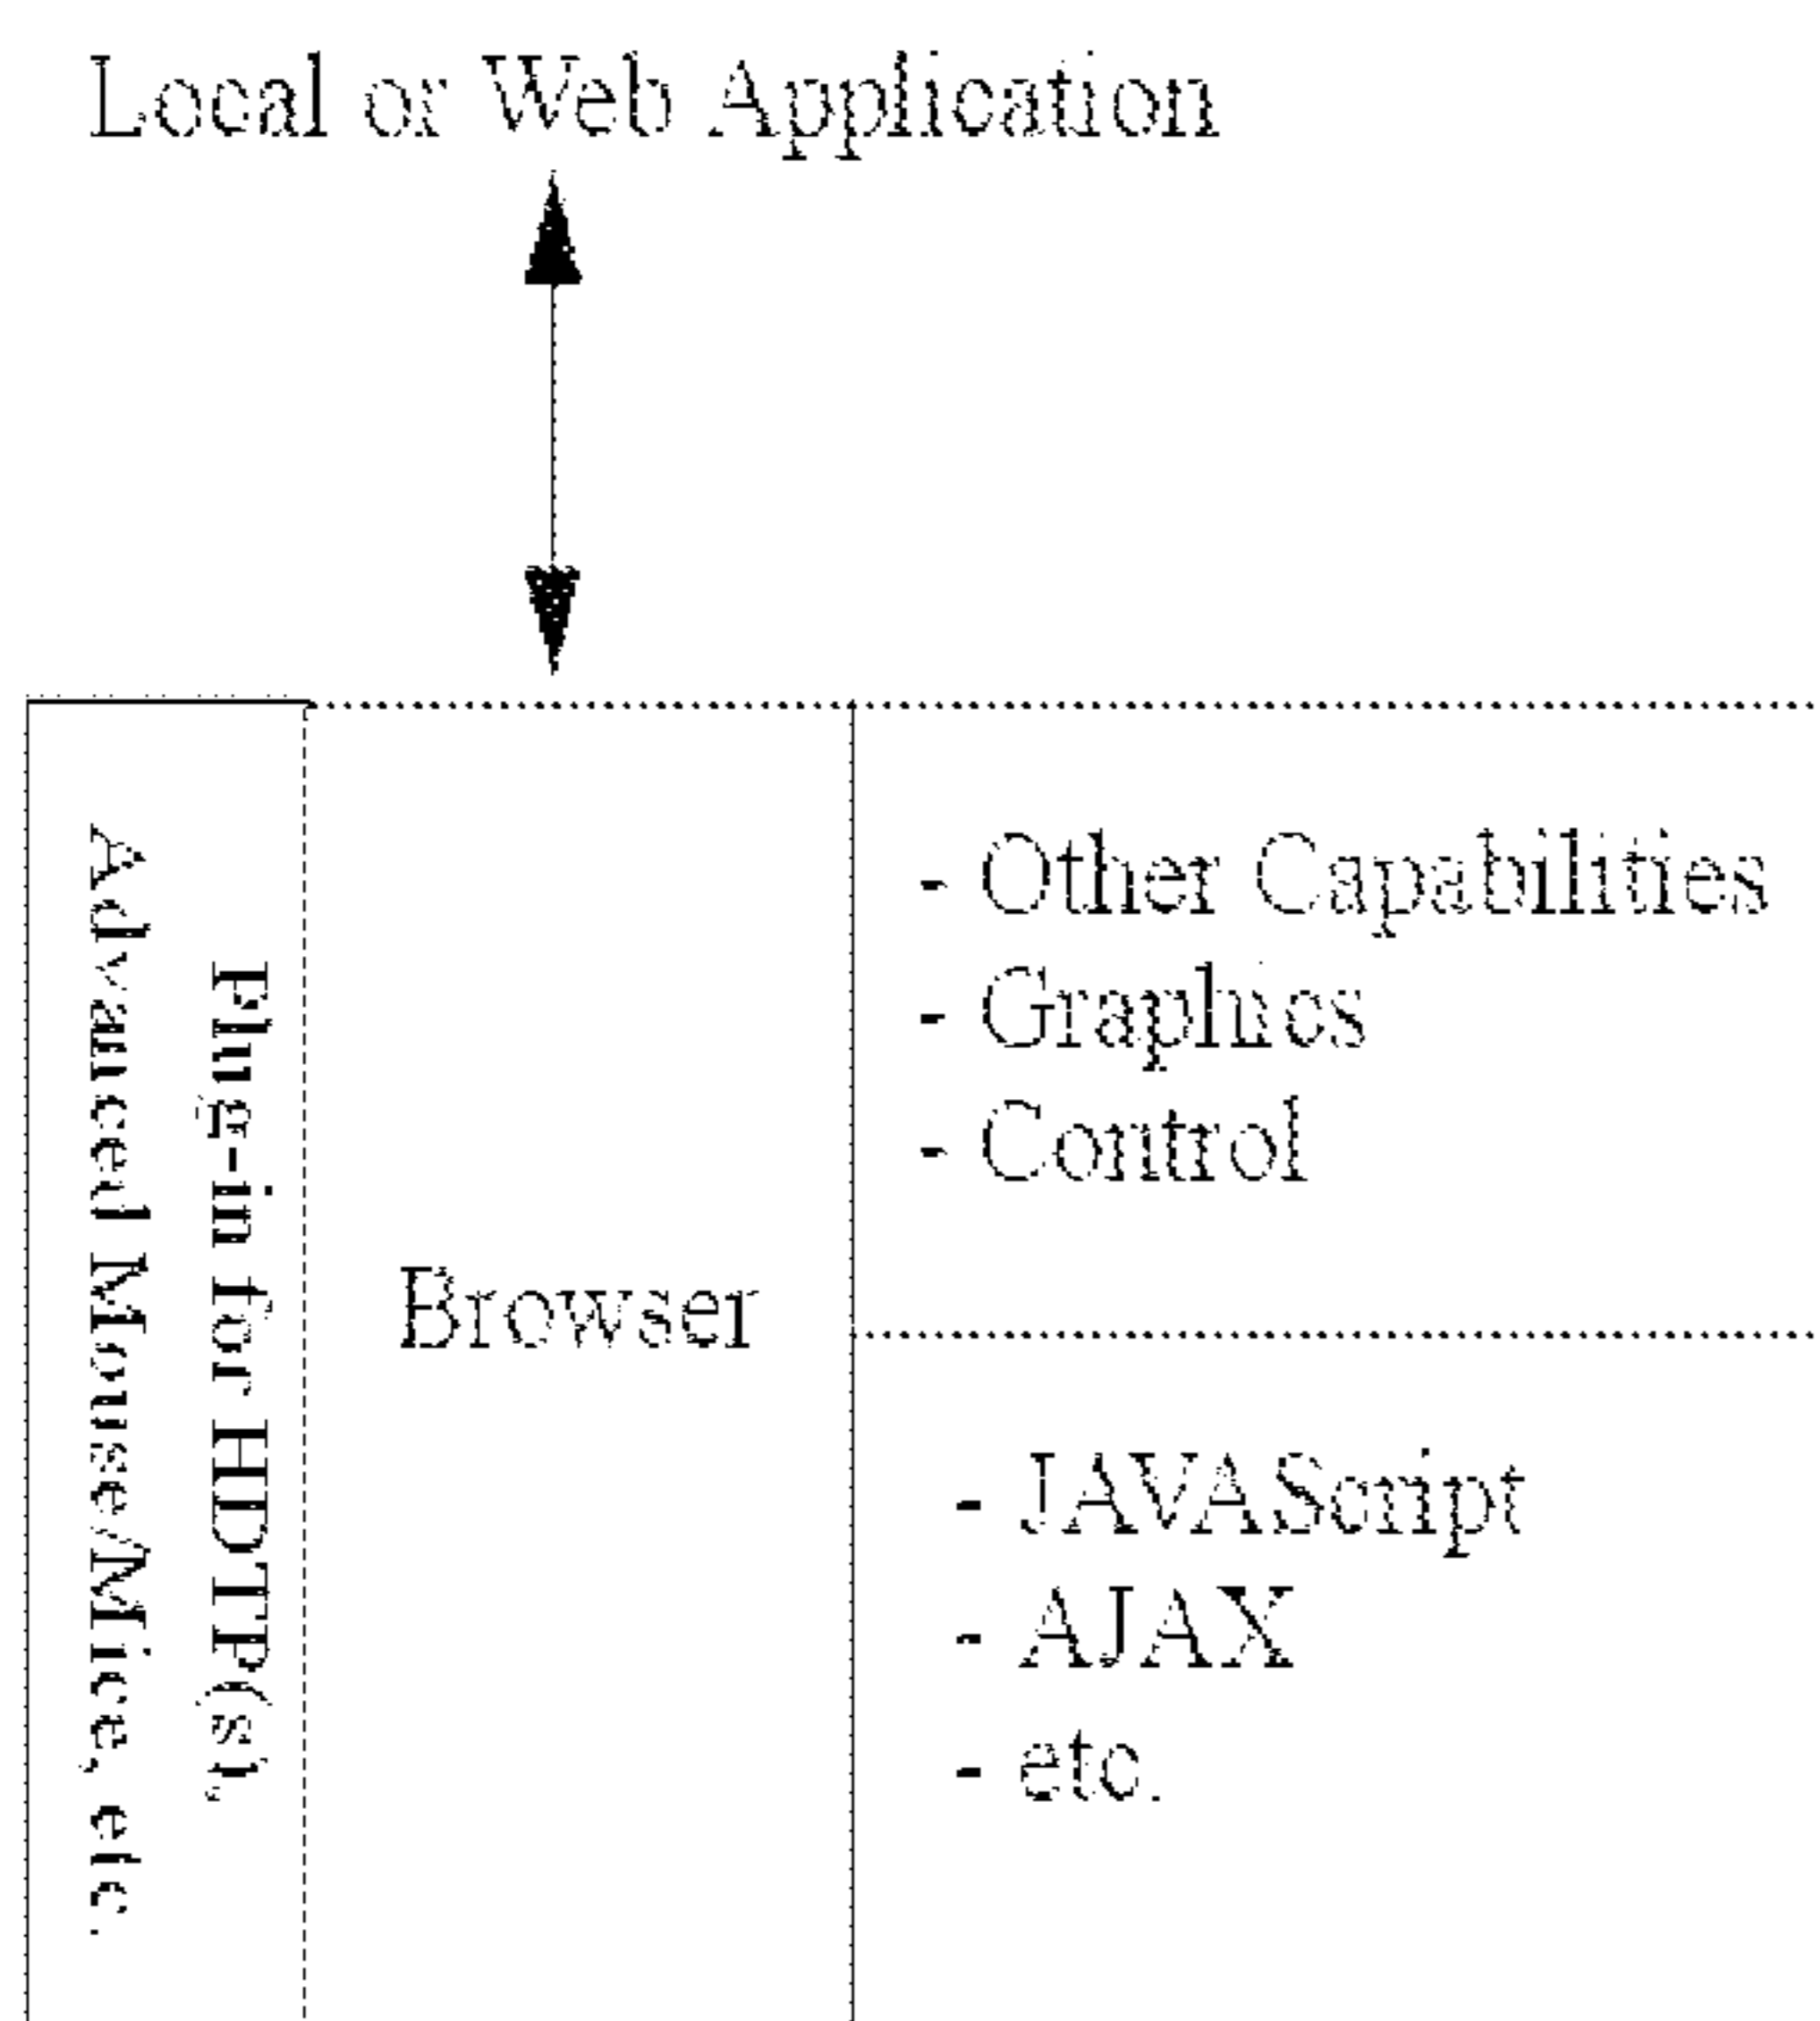 Local or Web Application
Plug-in for HDTP(s),
Advanced Mouse/Mice, etc.
Browser
- Other Capabilities
- Graphics
- Control
- JAVAScript
- AJAX
- etc.